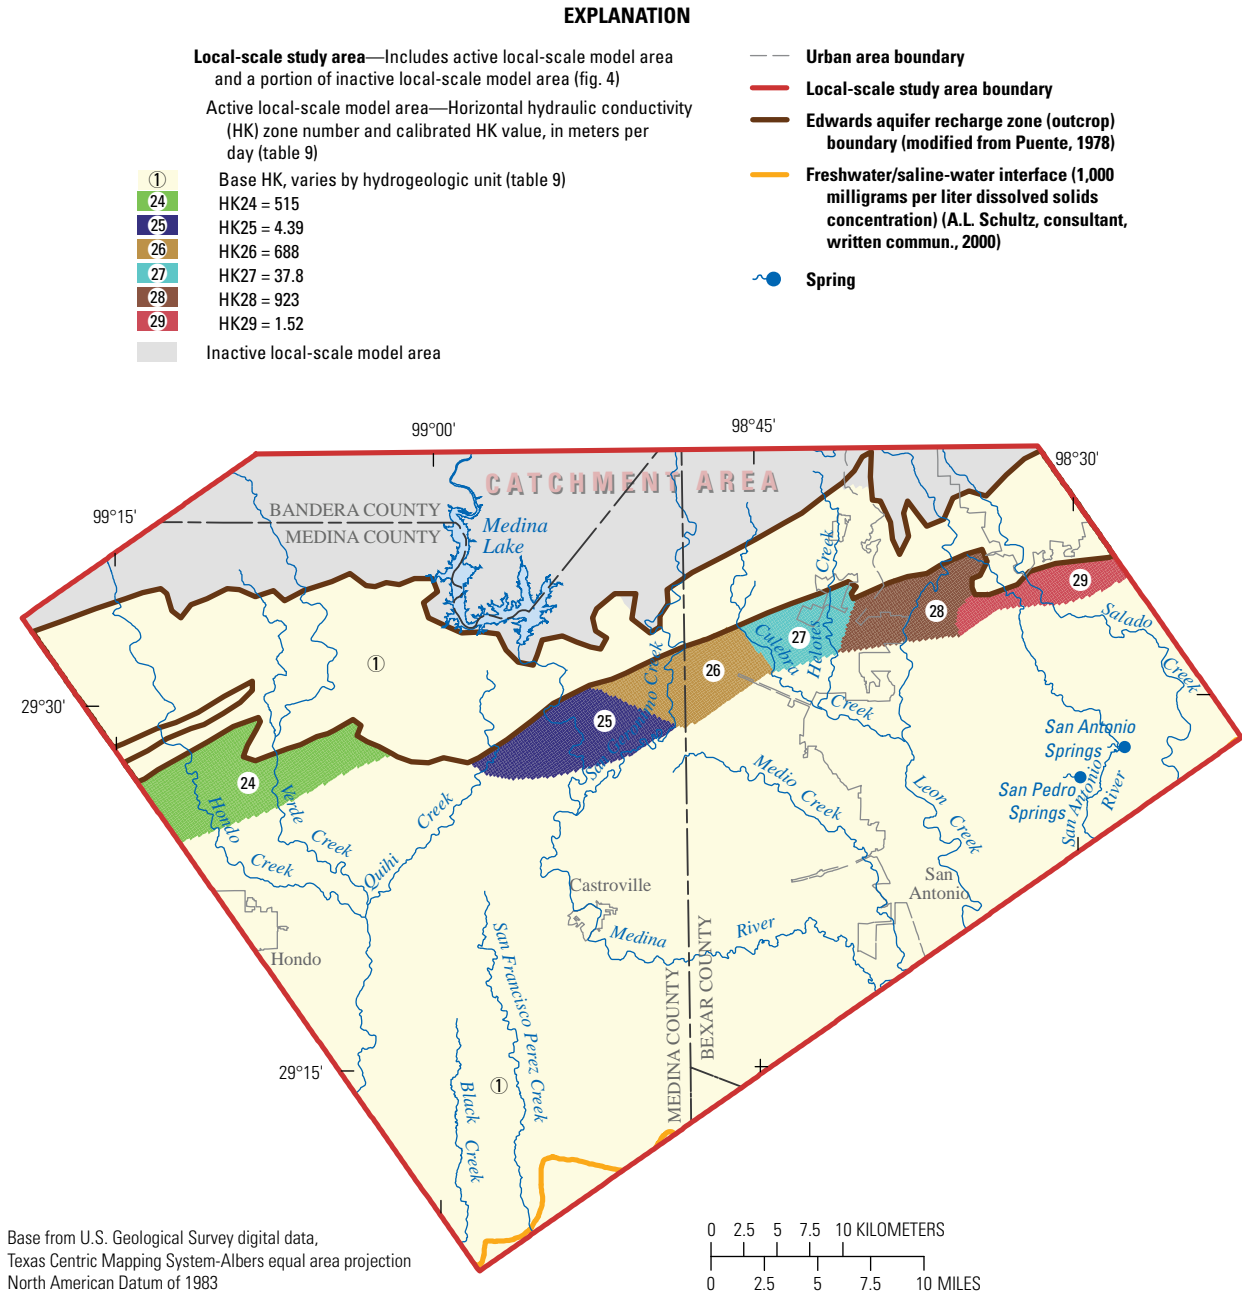 EXPLANATION
Local-scale study area—Includes active local-scale model area
and a portion of inactive local-scale model area (fig. 4)
Active local-scale model area—Horizontal hydraulic conductivity
(HK) zone number and calibrated HK value, in meters per
day (table 9)
1 Base HK, varies by hydrogeologic unit (table 9)
24 HK24 = 515
25 HK25 = 4.39
26 HK26 = 688
27 HK27 = 37.8
28 HK28 = 923
29 HK29 = 1.52
Inactive local-scale model area
Urban area boundary
Local-scale study area boundary
Edwards aquifer recharge zone (outcrop)
boundary (modified from Puente, 1978)
Freshwater/saline-water interface (1,000
milligrams per liter dissolved solids
concentration) (A.L. Schultz, consultant,
written commun., 2000)
Spring
99°00'
98°45'
98°30'
99°15'
CATCHMENT AREA
BANDERA COUNTY
MEDINA COUNTY
Medina
Lake
29
28
27
26
25
24
1
Helotes Creek
Culebra
Creek
Salado
Creek
29°30'
San Antonio
Springs
San Pedro
Springs
San Antonio
River
Medio Creek
Leon Creek
Hondo
Creek
Verde
Creek
Quihi
Creek
Castroville
San
Antonio
Medina River
Hondo
San Francisco Perez Creek
MEDINA COUNTY
BEXAR COUNTY
29°15'
1
Black Creek
Base from U.S. Geological Survey digital data,
Texas Centric Mapping System-Albers equal area projection
North American Datum of 1983
0 2.5 5 7.5 10 KILOMETERS
0 2.5 5 7.5 10 MILES